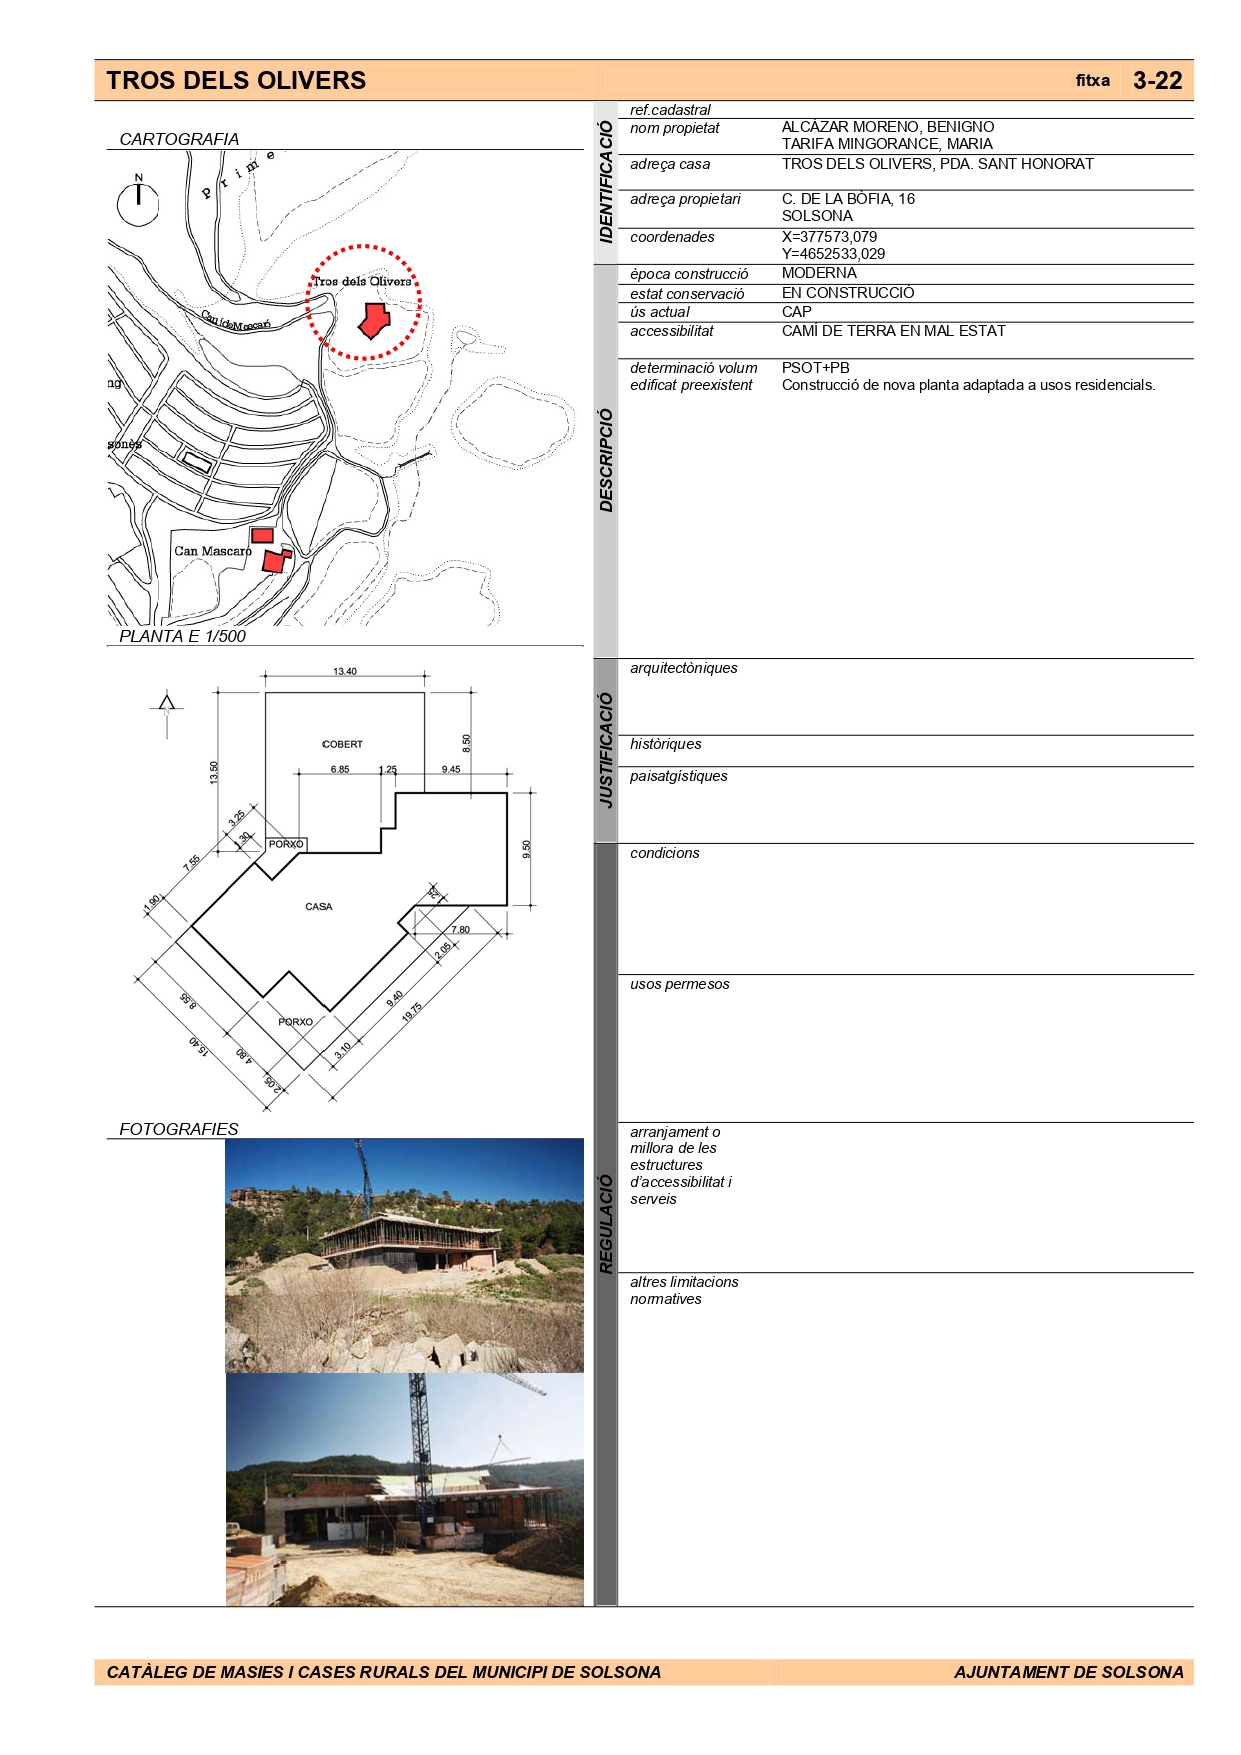 TROS DELS OLIVERS
fitxa 3-22
CARTOGRAFIA
N
Prime
Tros dels Olivers
Camí de Mascaró
ng
sonès
Can Mascaró
PLANTA E 1/500
13.40
COBERT
8.50
13.50
6.85
1.25
9.45
3.25
1.30
PORXO
7.55
9.50
1.90
CASA
1.25
7.80
2.05
8.55
9.40
19.75
PORXO
15.40
4.80
3.10
2.05
FOTOGRAFIES
IDENTIFICACIÓ
ref.cadastral
nom propietat ALCÁZAR MORENO, BENIGNO
TARIFA MINGORANCE, MARIA
adreça casa TROS DELS OLIVERS, PDA. SANT HONORAT
adreça propietari C. DE LA BÒFIA, 16
SOLSONA
coordenades X=377573,079
Y=4652533,029
DESCRIPCIÓ
època construcció MODERNA
estat conservació EN CONSTRUCCIÓ
ús actual CAP
accessibilitat CAMÍ DE TERRA EN MAL ESTAT
determinació volum PSOT+PB
edificat preexistent Construcció de nova planta adaptada a usos residencials.
JUSTIFICACIÓ
arquitectòniques
històriques
paisatgístiques
REGULACIÓ
condicions
usos permesos
arranjament o
millora de les
estructures
d'accessibilitat i
serveis
altres limitacions
normatives
CATÀLEG DE MASIES I CASES RURALS DEL MUNICIPI DE SOLSONA
AJUNTAMENT DE SOLSONA